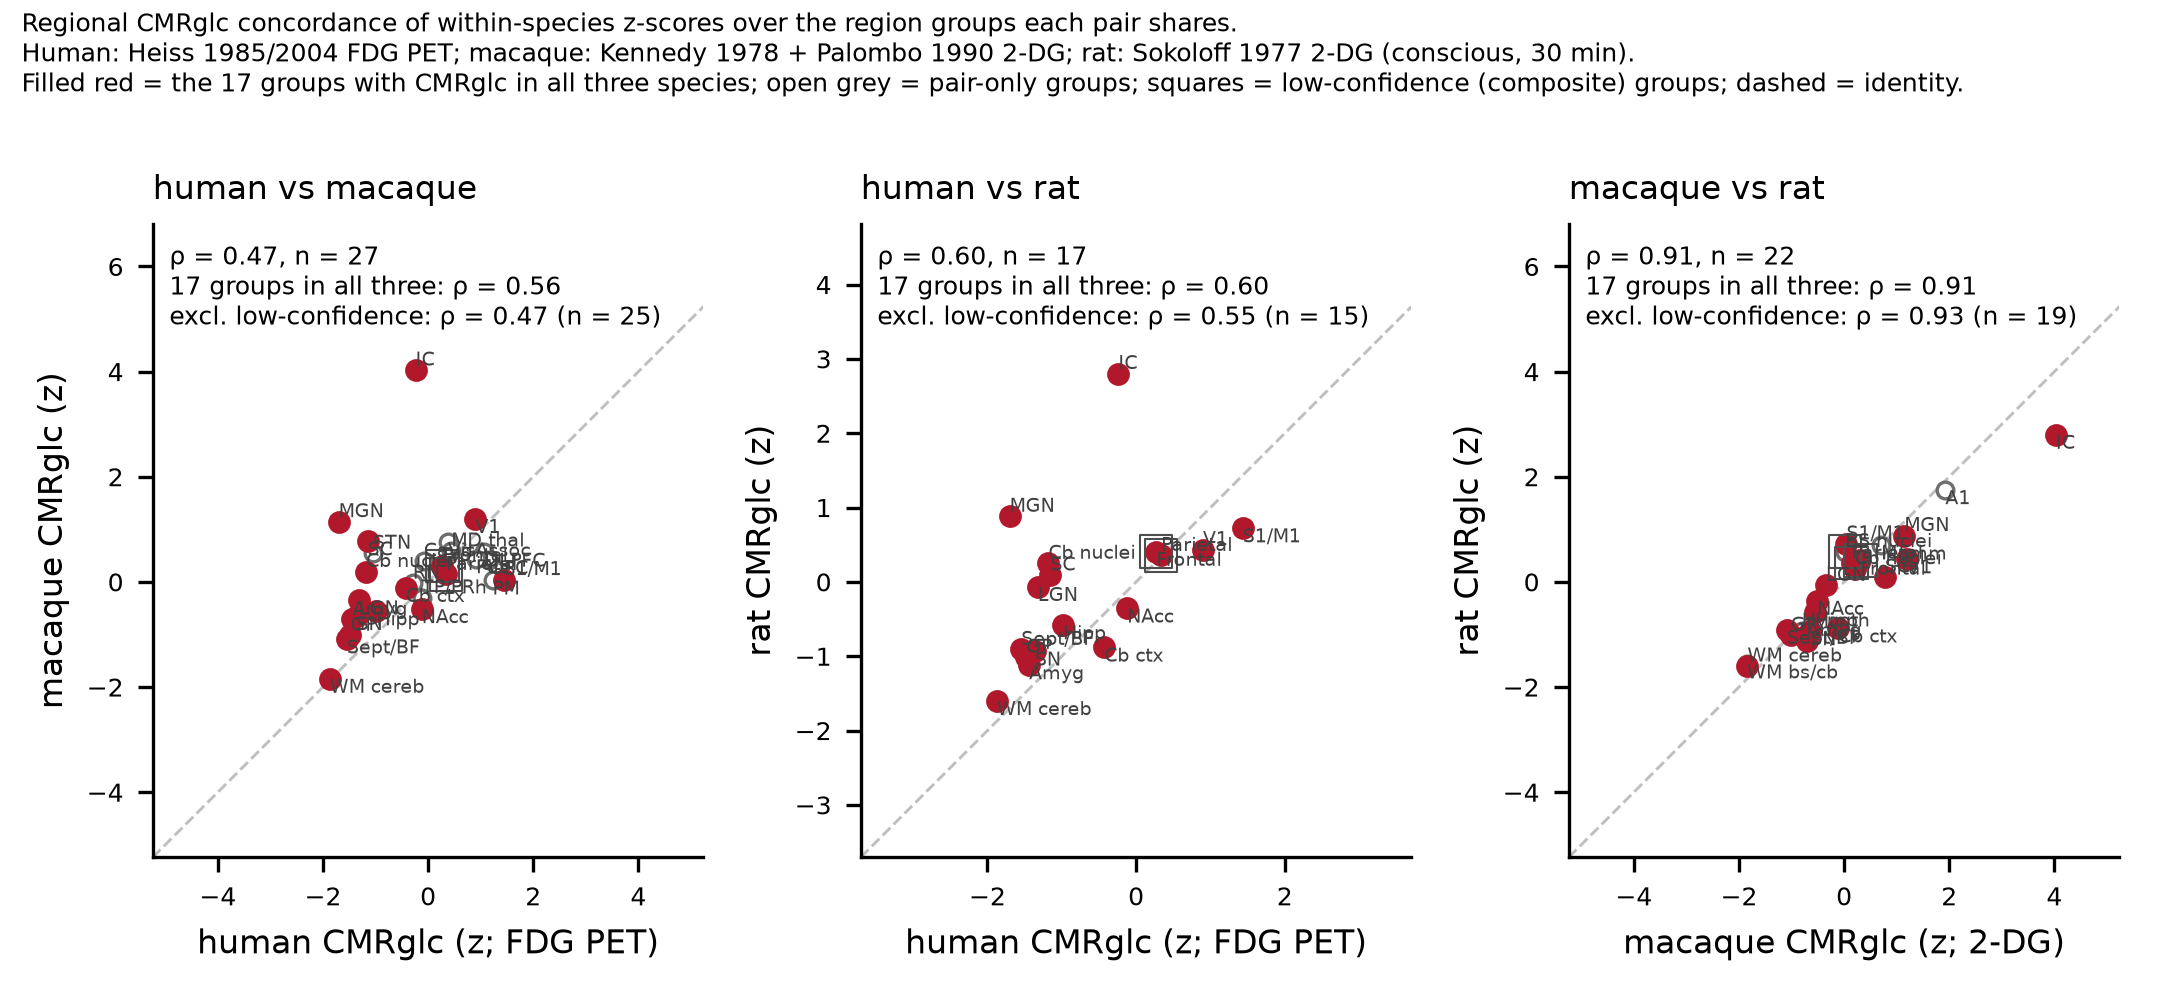 Regional CMRglc concordance of within-species z-scores over the region groups each pair shares.
Human: Heiss 1985/2004 FDG PET; macaque: Kennedy 1978 + Palombo 1990 2-DG; rat: Sokoloff 1977 2-DG (conscious, 30 min).
Filled red = the 17 groups with CMRglc in all three species; open grey = pair-only groups; squares = low-confidence (composite) groups; dashed = identity.
human vs macaque
ρ = 0.47, n = 27
17 groups in all three: ρ = 0.56
excl. low-confidence: ρ = 0.47 (n = 25)
6
4
2
0
−2
−4
macaque CMRglc (z)
IC
MGN
STN
V1
MD thal
Cb ctx
NAcc
Sept/BF
WM cereb
−4
−2
0
2
4
human CMRglc (z; FDG PET)
human vs rat
ρ = 0.60, n = 17
17 groups in all three: ρ = 0.60
excl. low-confidence: ρ = 0.55 (n = 15)
4
3
2
1
0
−1
−2
−3
rat CMRglc (z)
IC
MGN
Cb nuclei
SC
LGN
V1
S1/M1
Parietal
Frontal
NAcc
Hipp
Sept/BF
SN
Cb ctx
Amyg
WM cereb
−2
0
2
human CMRglc (z; FDG PET)
macaque vs rat
ρ = 0.91, n = 22
17 groups in all three: ρ = 0.91
excl. low-confidence: ρ = 0.93 (n = 19)
6
4
2
0
−2
−4
rat CMRglc (z)
IC
A1
MGN
S1/M1
NAcc
Cb ctx
WM cereb
WM bs/cb
−4
−2
0
2
4
macaque CMRglc (z; 2-DG)